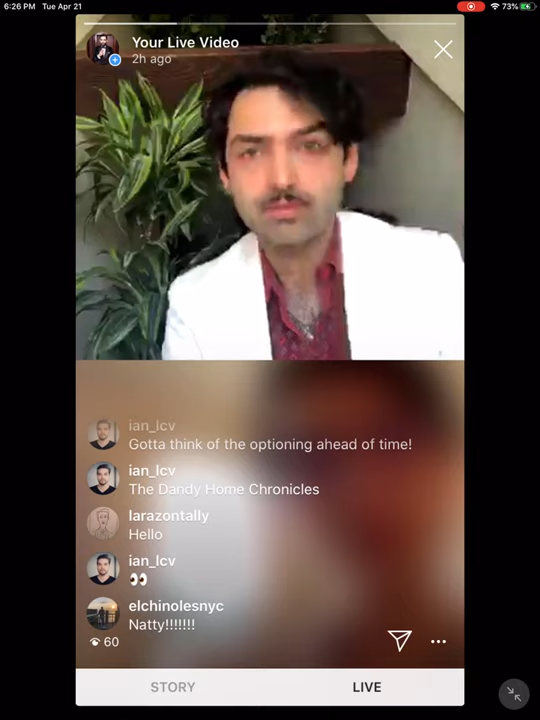 6:26 PM Tue Apr 21
73%
Your Live Video
2h ago
ian_lcv
Gotta think of the optioning ahead of time!
ian_lcv
The Dandy Home Chronicles
larazontally
Hello
ian_lcv
👀
elchinolesnyc
Natty!!!!!!!
60
STORY
LIVE